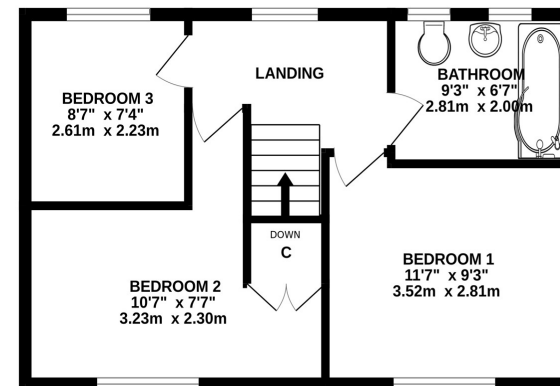 LANDING
BEDROOM 3
8'7" x 7'4"
2.61m x 2.23m
BATHROOM
9'3" x 6'7"
2.81m x 2.00m
DOWN
C
BEDROOM 2
10'7" x 7'7"
3.23m x 2.30m
BEDROOM 1
11'7" x 9'3"
3.52m x 2.81m